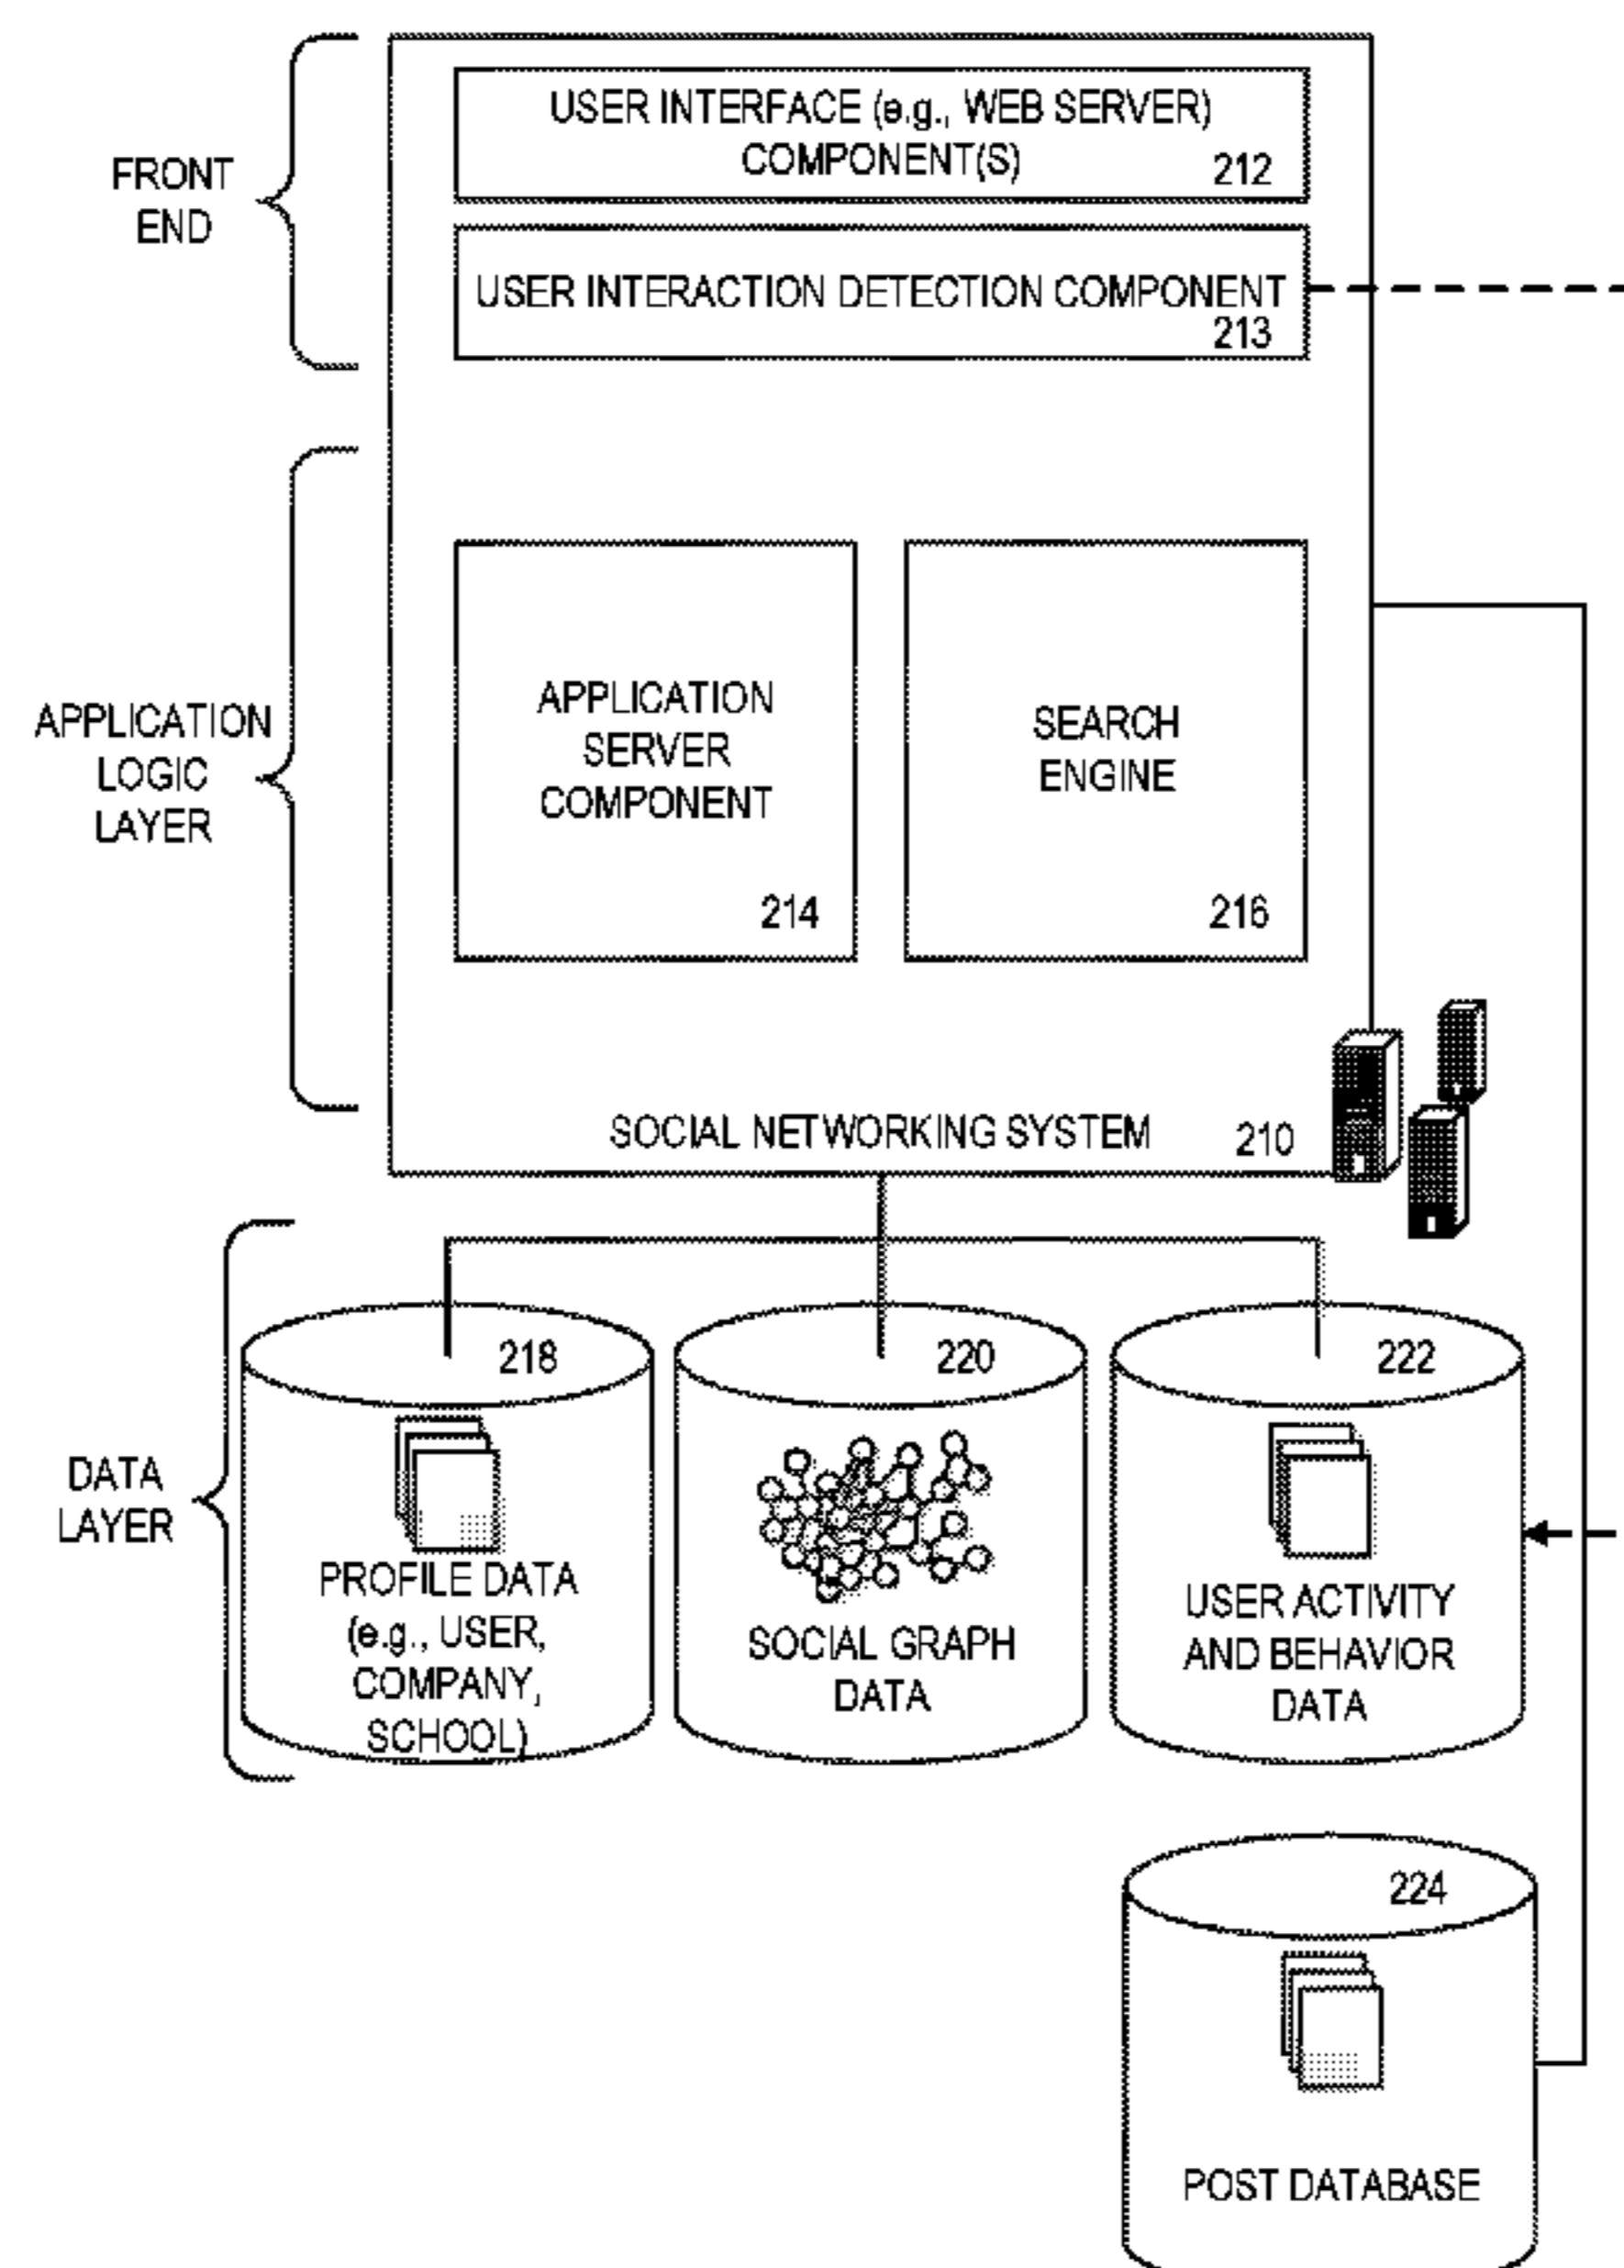 FRONT
END
USER INTERFACE (e.g., WEB SERVER)
COMPONENT(S)
212
USER INTERACTION DETECTION COMPONENT
213
APPLICATION
LOGIC
LAYER
APPLICATION
SERVER
COMPONENT
214
SEARCH
ENGINE
216
SOCIAL NETWORKING SYSTEM
210
DATA
LAYER
218
PROFILE DATA
(e.g., USER,
COMPANY,
SCHOOL)
220
SOCIAL GRAPH
DATA
222
USER ACTIVITY
AND BEHAVIOR
DATA
224
POST DATABASE